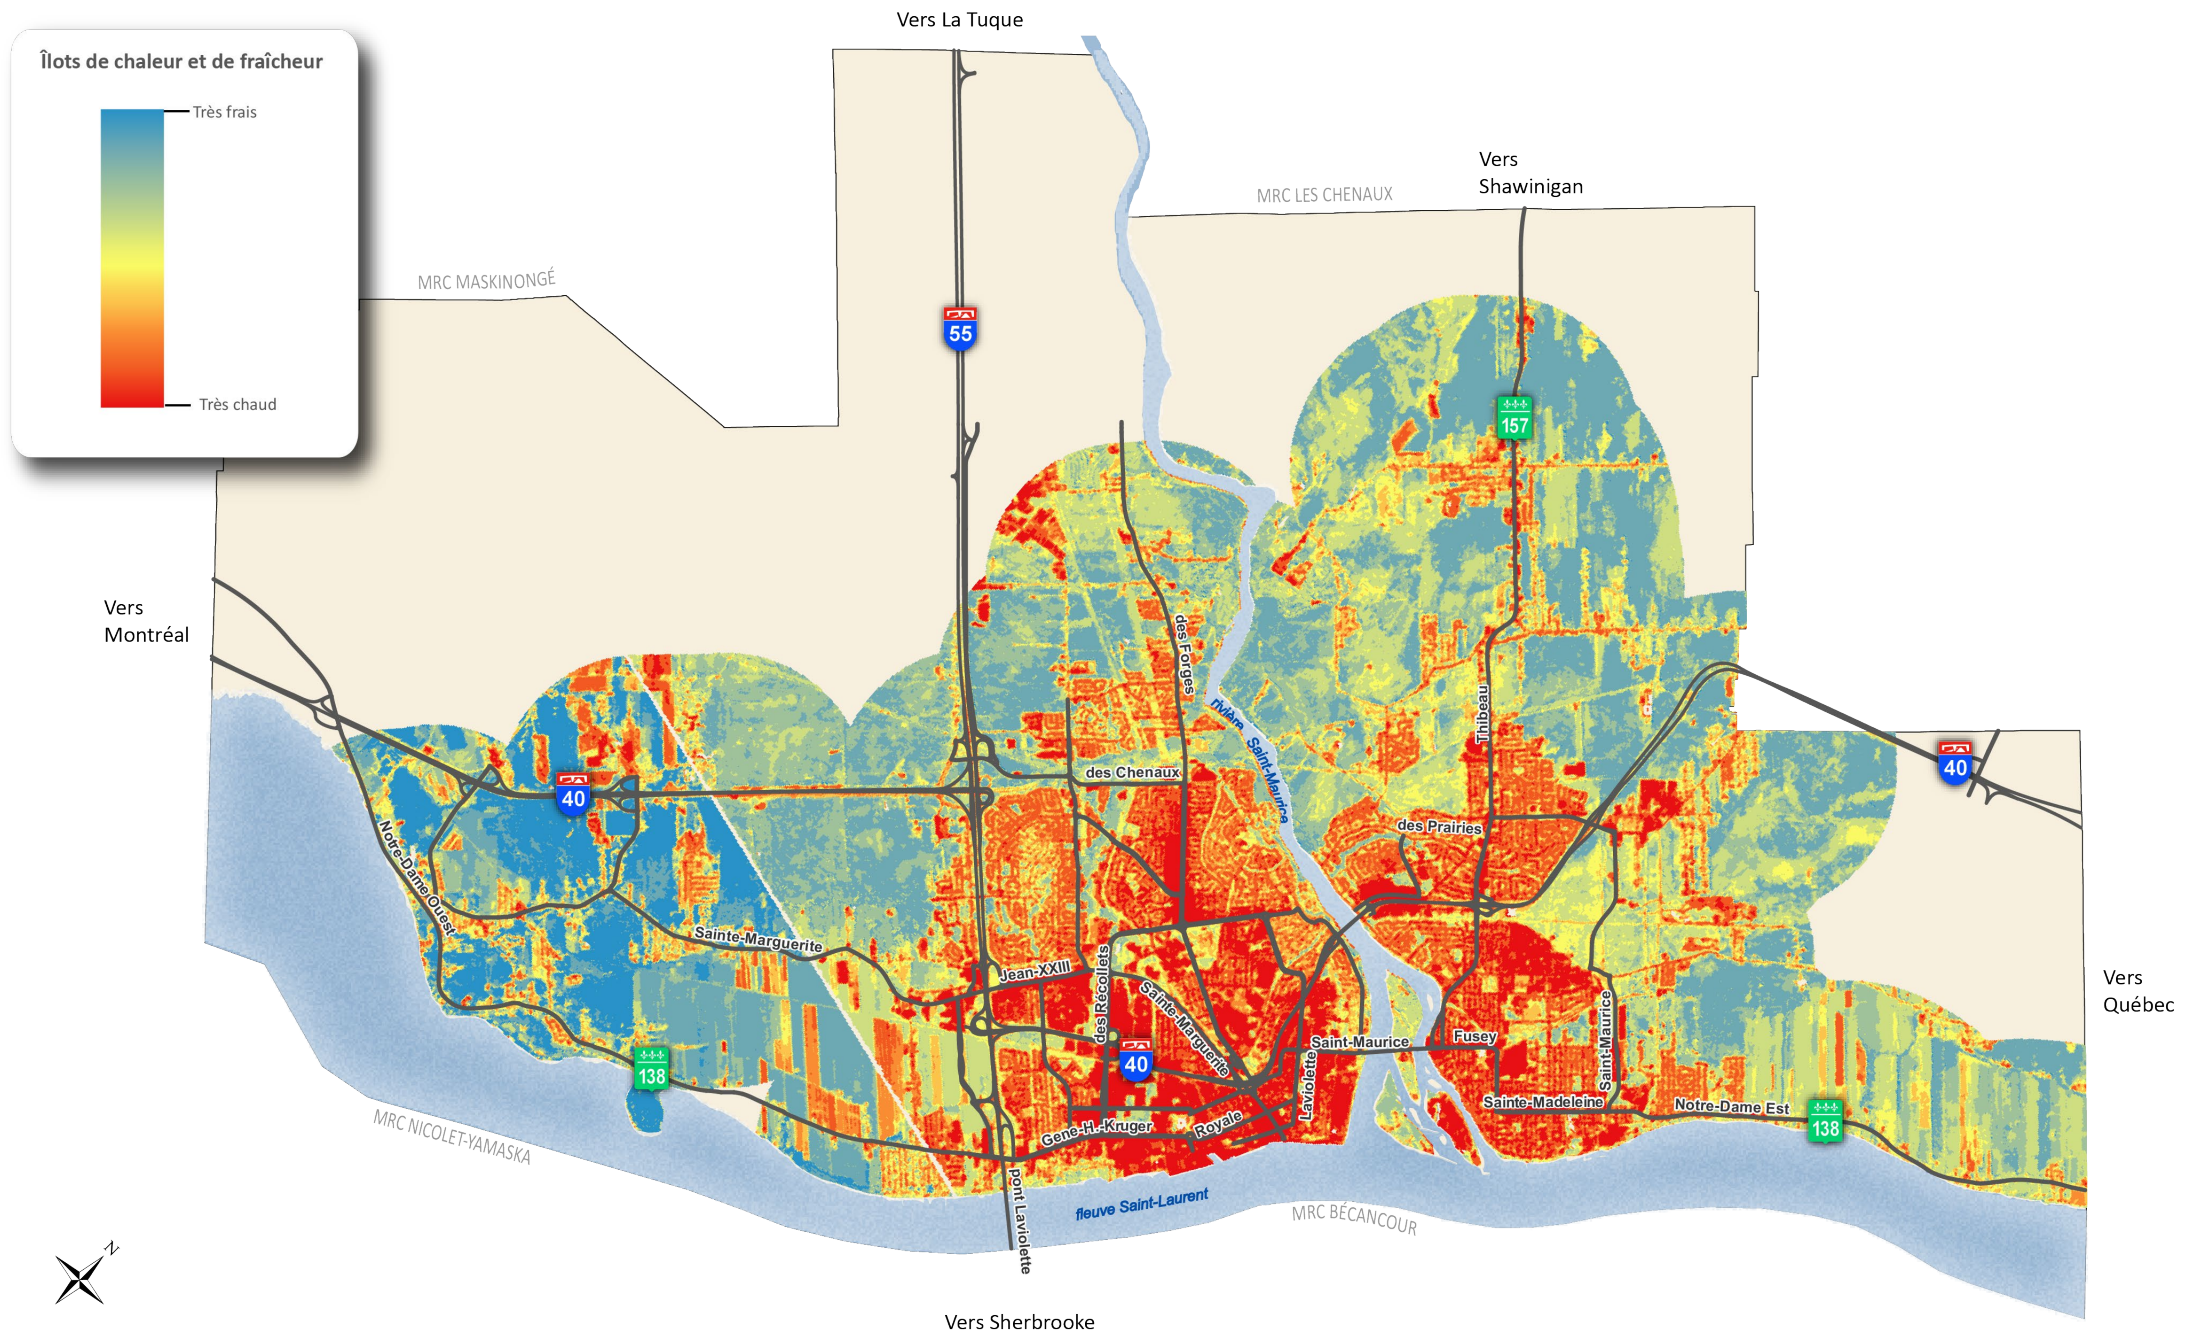 Vers La Tuque
Îlots de chaleur et de fraîcheur
Très frais
Très chaud
Vers
Shawinigan
MRC LES CHENAUX
MRC MASKINONGÉ
55
157
Vers
Montréal
des Forges
rivière Saint-Maurice
Thibeau
40
des Chenaux
40
des Prairies
Notre-Dame Ouest
Sainte-Marguerite
Jean-XXIII
des Récollets
Sainte-Marguerite
Vers
Québec
Saint-Maurice
Fusey
Saint-Maurice
40
138
Laviolette
Sainte-Madeleine
Notre-Dame Est
138
Gene-H.-Kruger
Royale
MRC NICOLET-YAMASKA
pont Laviolette
fleuve Saint-Laurent
MRC BÉCANCOUR
N
Vers Sherbrooke